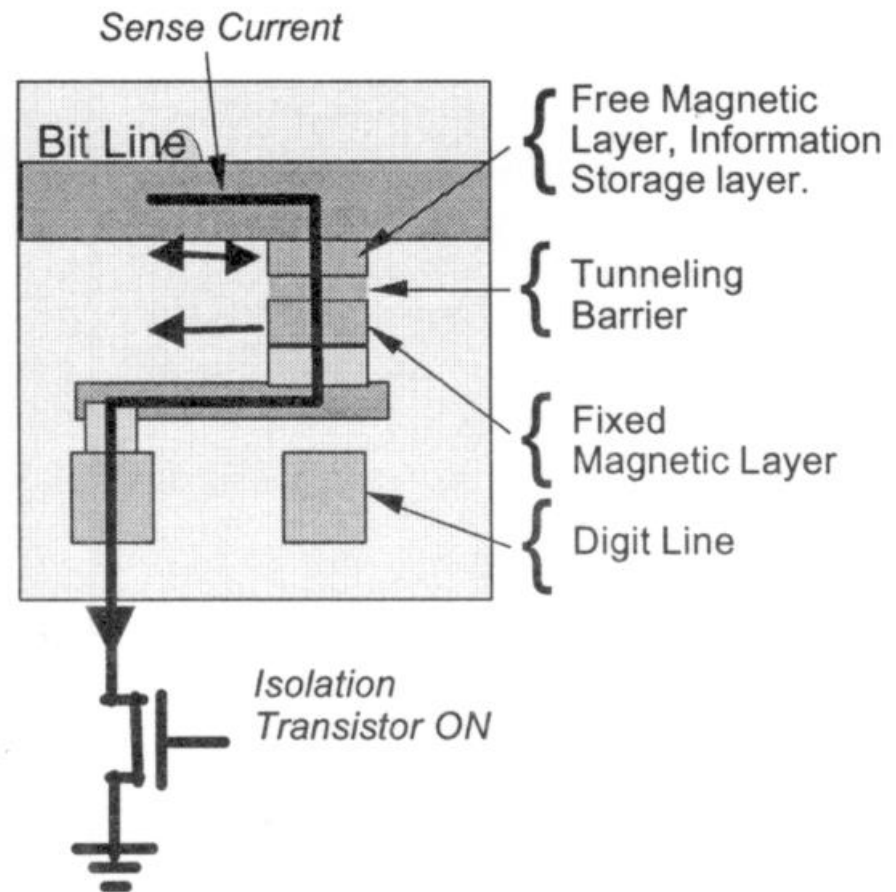 Sense Current
Bit Line
Free Magnetic
Layer, Information
Storage layer.
Tunneling
Barrier
Fixed
Magnetic Layer
Digit Line
Isolation
Transistor ON